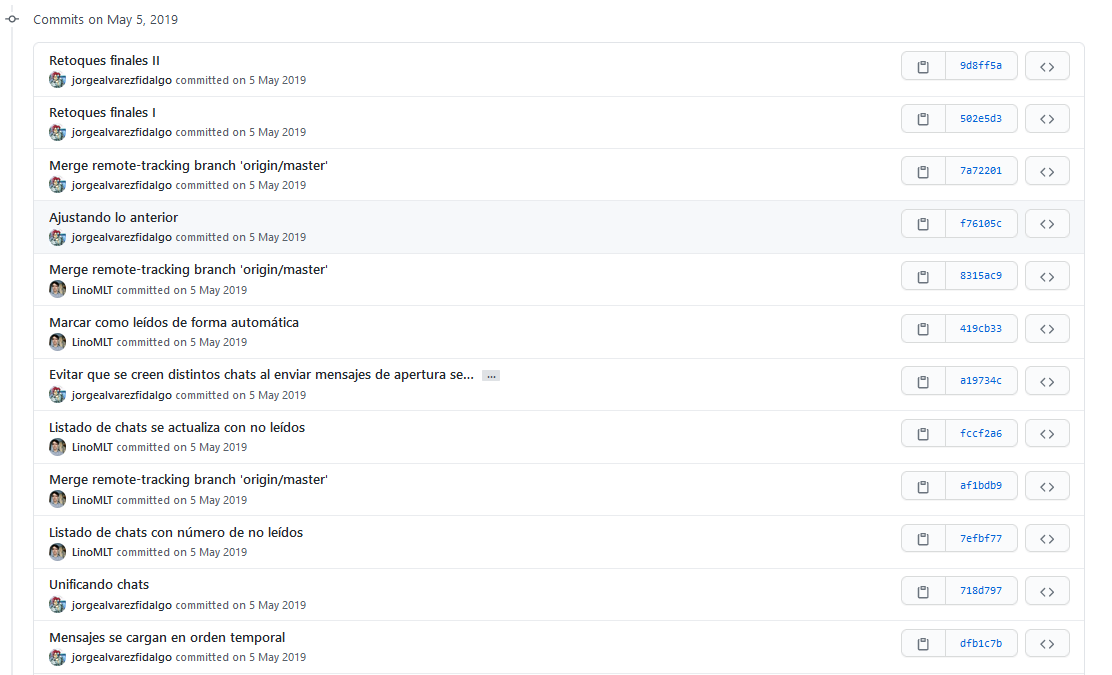 Commits on May 5, 2019
Retoques finales II
jorgealvarezfidalgo committed on 5 May 2019
9d8ff5a
Retoques finales I
jorgealvarezfidalgo committed on 5 May 2019
502e5d3
Merge remote-tracking branch 'origin/master'
jorgealvarezfidalgo committed on 5 May 2019
7a72201
Ajustando lo anterior
jorgealvarezfidalgo committed on 5 May 2019
f76105c
Merge remote-tracking branch 'origin/master'
LinoMLT committed on 5 May 2019
8315ac9
Marcar como leídos de forma automática
LinoMLT committed on 5 May 2019
419cb33
Evitar que se creen distintos chats al enviar mensajes de apertura se... ...
jorgealvarezfidalgo committed on 5 May 2019
a19734c
Listado de chats se actualiza con no leídos
LinoMLT committed on 5 May 2019
fccf2a6
Merge remote-tracking branch 'origin/master'
LinoMLT committed on 5 May 2019
af1bdb9
Listado de chats con número de no leídos
LinoMLT committed on 5 May 2019
7efbf77
Unificando chats
jorgealvarezfidalgo committed on 5 May 2019
718d797
Mensajes se cargan en orden temporal
jorgealvarezfidalgo committed on 5 May 2019
dfb1c7b